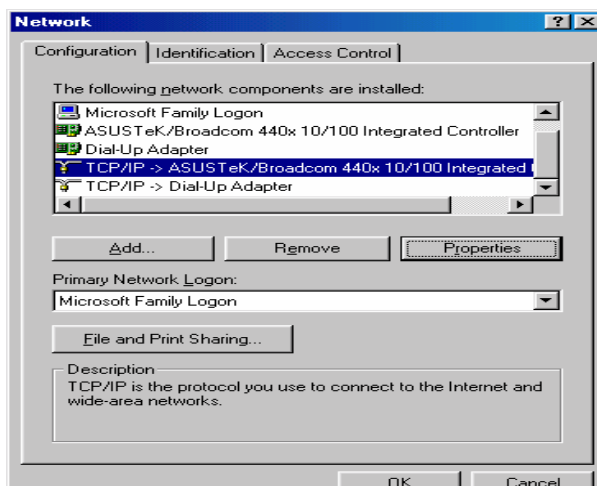 Network
Configuration Identification Access Control
The following network components are installed:
Microsoft Family Logon
ASUSTeK/Broadcom 440x 10/100 Integrated Controller
Dial-Up Adapter
TCP/IP -> ASUSTeK/Broadcom 440x 10/100 Integrated
TCP/IP -> Dial-Up Adapter
Add... Remove Properties
Primary Network Logon:
Microsoft Family Logon
File and Print Sharing...
Description
TCP/IP is the protocol you use to connect to the Internet and
wide-area networks.
OK Cancel